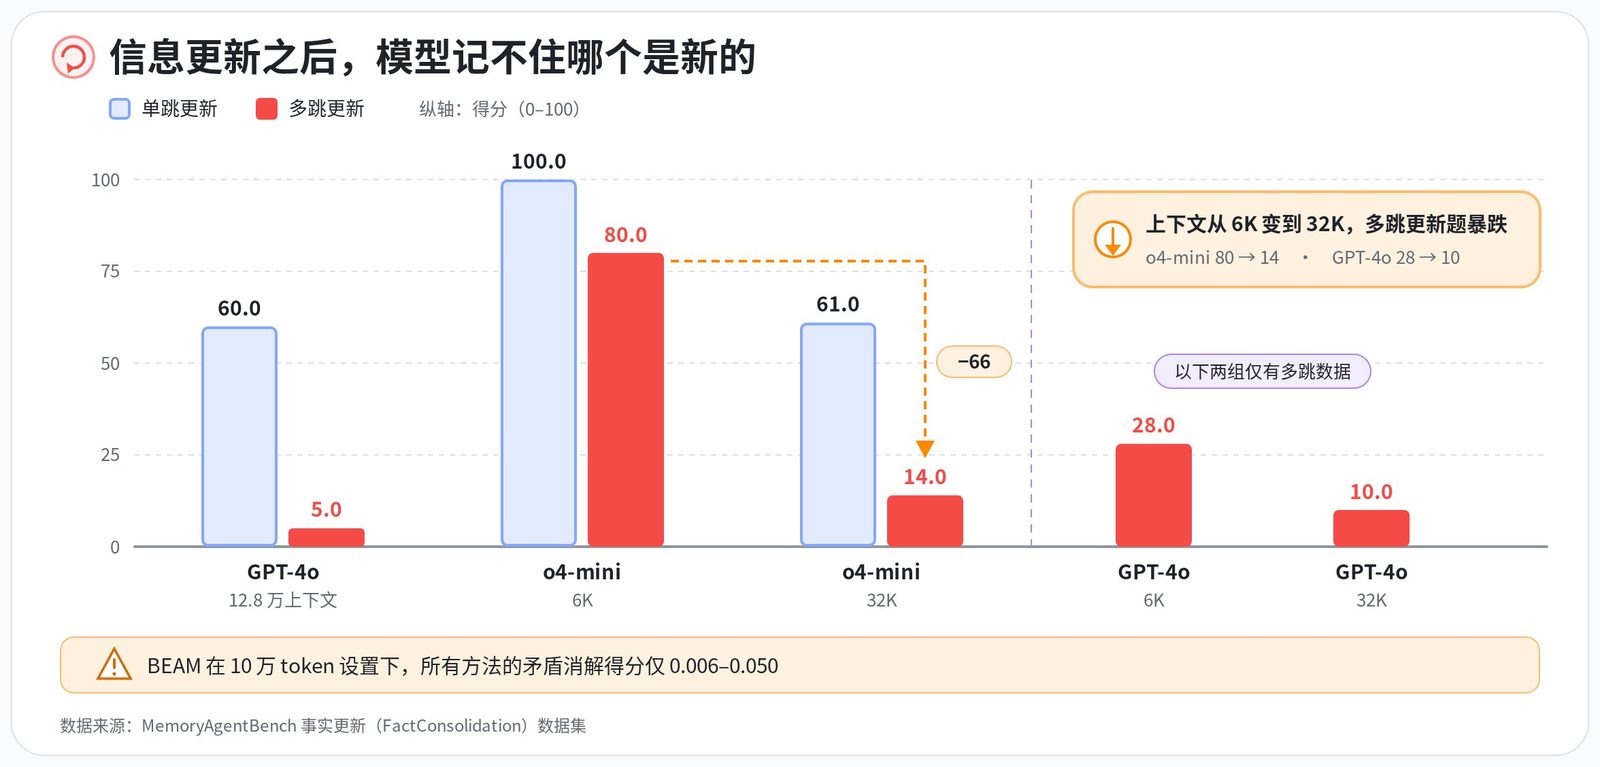 信息更新之后，模型记不住哪个是新的
单跳更新 多跳更新 纵轴：得分（0–100）
100.0
100
上下文从 6K 变到 32K，多跳更新题暴跌
80.0
o4-mini 80 → 14 • GPT-4o 28 → 10
75
60.0
61.0
50
−66
以下两组仅有多跳数据
28.0
25
14.0
10.0
5.0
0
GPT-4o o4-mini o4-mini GPT-4o GPT-4o
12.8 万上下文 6K 32K 6K 32K
BEAM 在 10 万 token 设置下，所有方法的矛盾消解得分仅 0.006–0.050
数据来源：MemoryAgentBench 事实更新（FactConsolidation）数据集